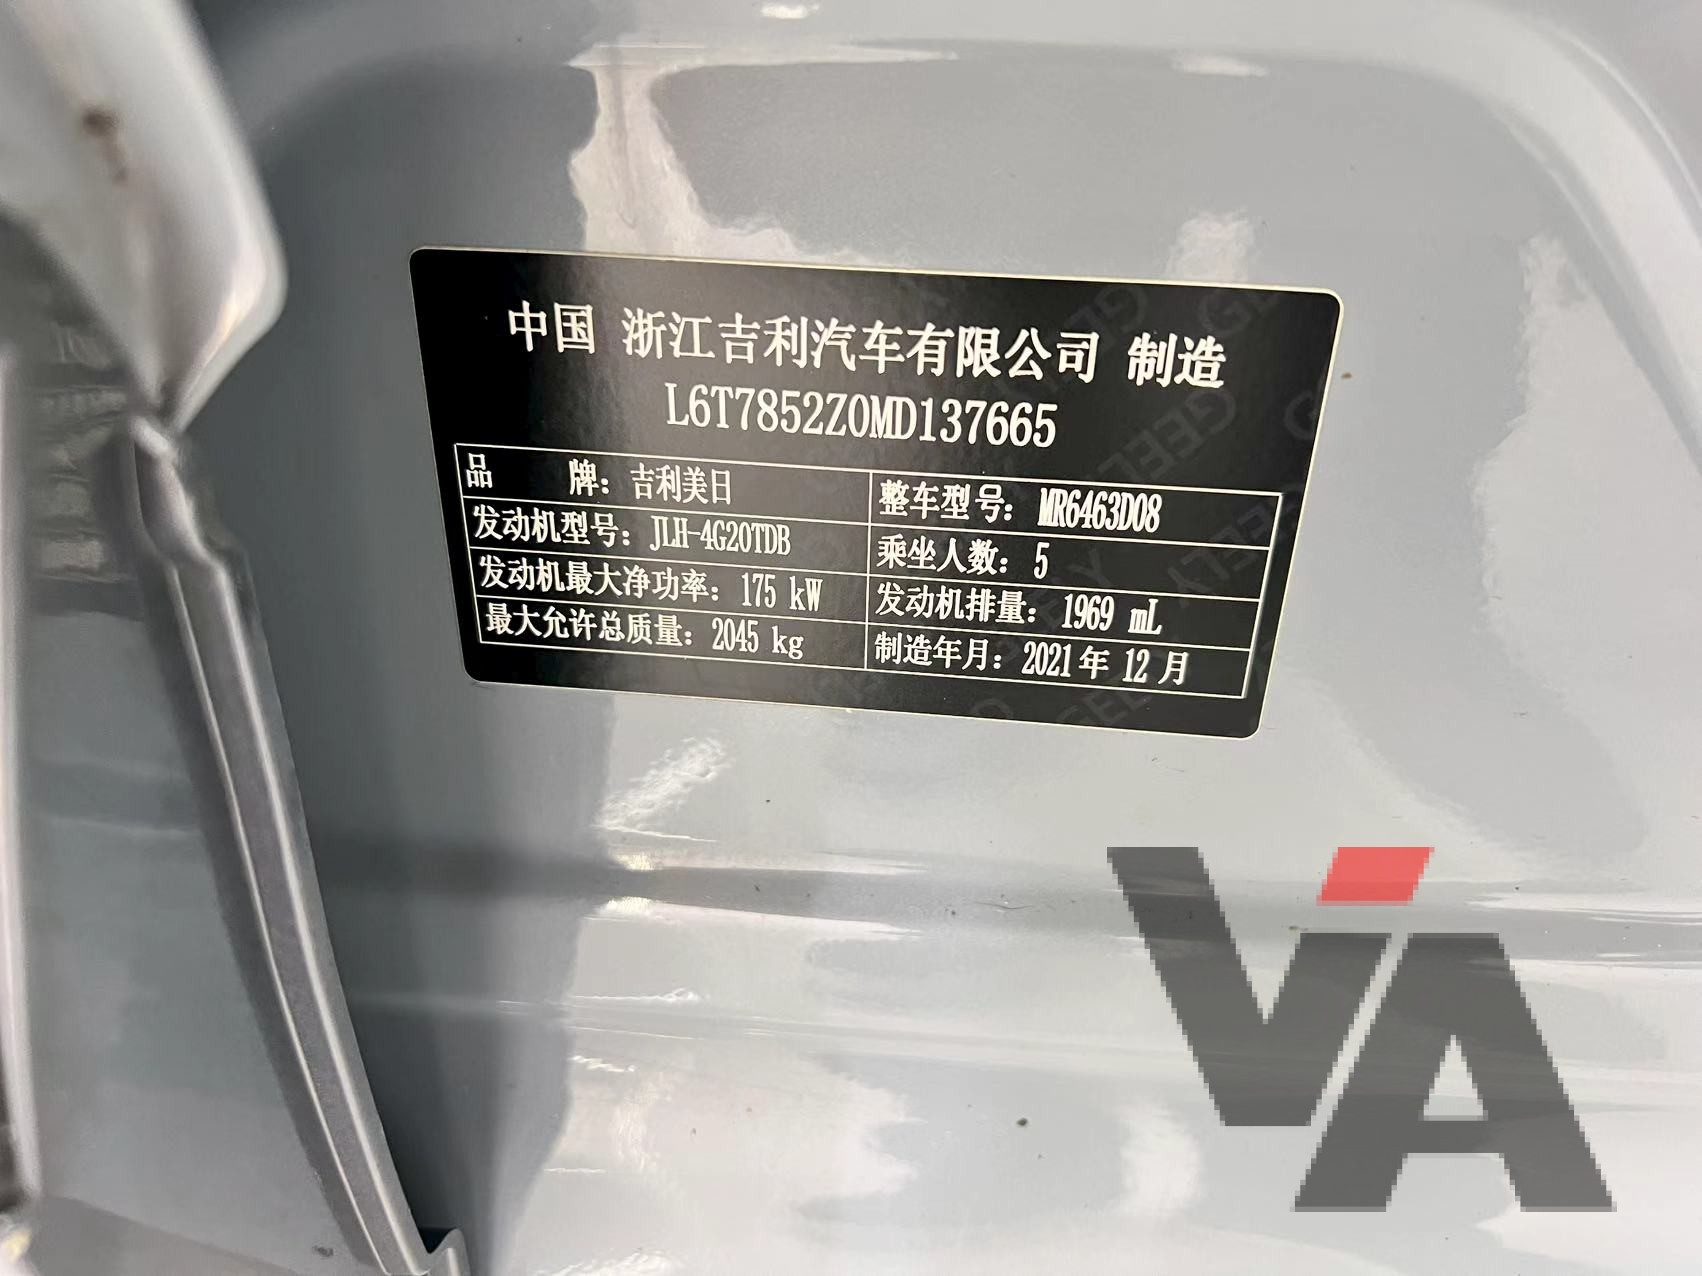 中国 浙江吉利汽车有限公司 制造
L6T7852Z0MD137665
品 牌：吉利美日 整车型号：MR6463D08
发动机型号：JLH-4G20TDB 乘坐人数：5
发动机最大净功率：175 kW 发动机排量：1969 mL
最大允许总质量：2045 kg 制造年月：2021年 12月
VA